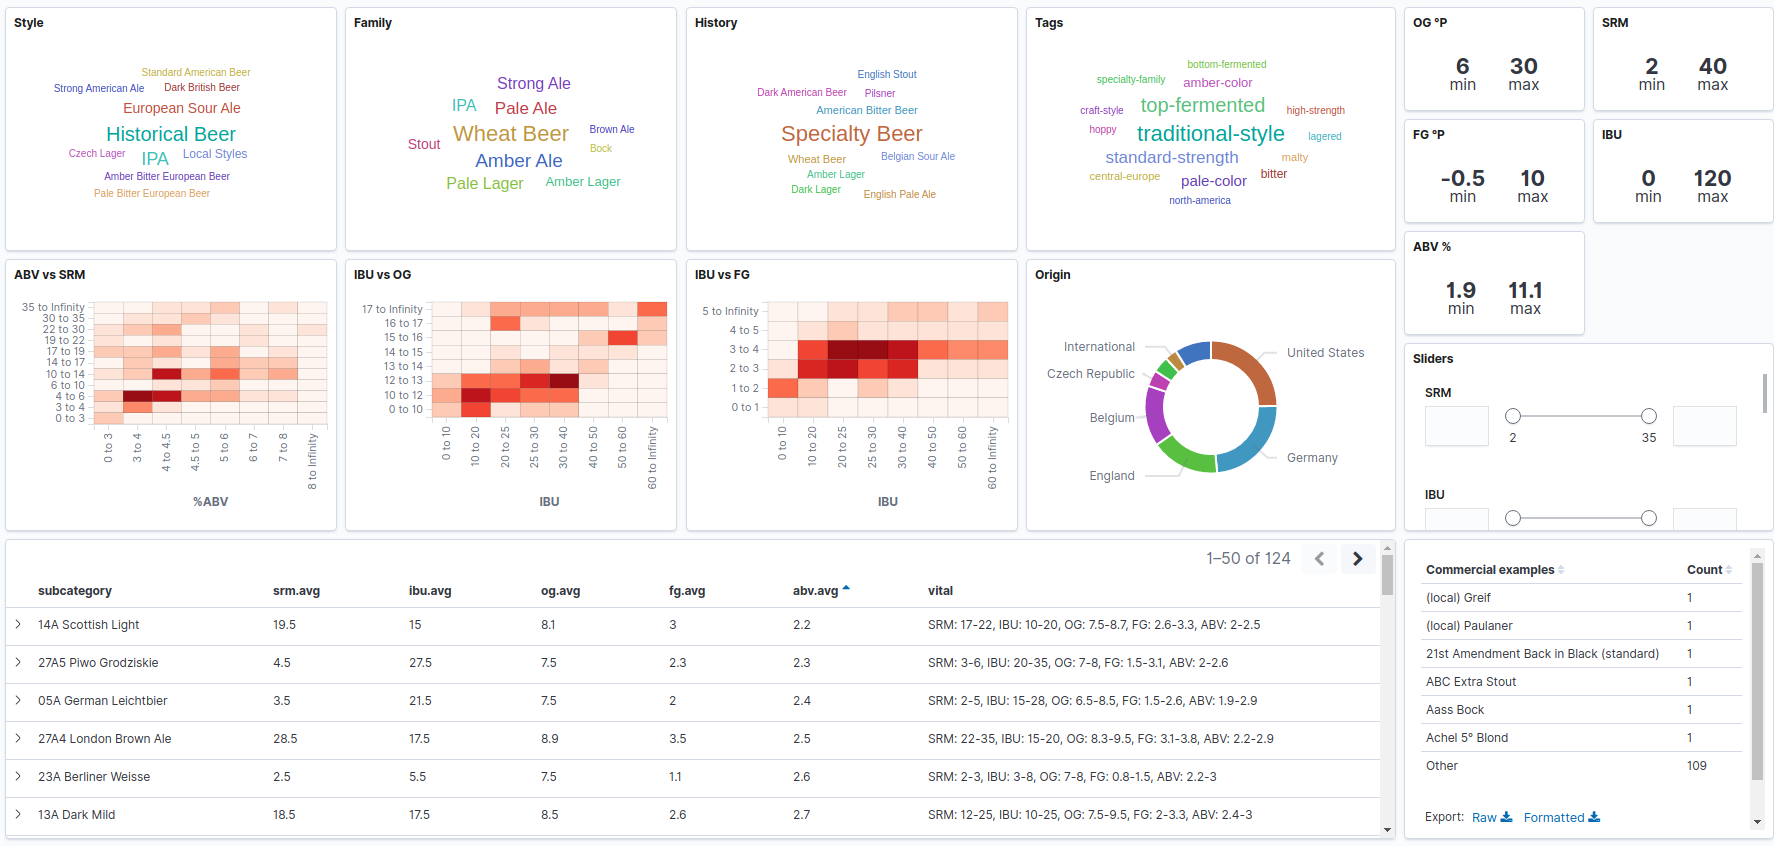 Style
Standard American Beer
Strong American Ale
Dark British Beer
European Sour Ale
Historical Beer
Czech Lager
IPA
Local Styles
Amber Bitter European Beer
Pale Bitter European Beer
Family
Strong Ale
IPA
Pale Ale
Wheat Beer
Brown Ale
Stout
Bock
Amber Ale
Pale Lager
Amber Lager
History
English Stout
Dark American Beer
Pilsner
American Bitter Beer
Specialty Beer
Wheat Beer
Belgian Sour Ale
Amber Lager
Dark Lager
English Pale Ale
Tags
bottom-fermented
specialty-family
amber-color
craft-style
top-fermented
high-strength
hoppy
traditional-style
lagered
standard-strength
malty
central-europe
pale-color
bitter
north-america
OG °P
6
30
min
max
SRM
2
40
min
max
FG °P
-0.5
10
min
max
IBU
0
120
min
max
ABV %
1.9
11.1
min
max
ABV vs SRM
35 to Infinity
30 to 35
22 to 30
19 to 22
17 to 19
14 to 17
10 to 14
6 to 10
4 to 6
3 to 4
0 to 3
0 to 3
3 to 4
4 to 4.5
4.5 to 5
5 to 6
6 to 7
7 to 8
8 to Infinity
%ABV
IBU vs OG
17 to Infinity
16 to 17
15 to 16
14 to 15
13 to 14
12 to 13
10 to 12
0 to 10
0 to 10
10 to 20
20 to 25
25 to 30
30 to 40
40 to 50
50 to 60
60 to Infinity
IBU
IBU vs FG
5 to Infinity
4 to 5
3 to 4
2 to 3
1 to 2
0 to 1
0 to 10
10 to 20
20 to 25
25 to 30
30 to 40
40 to 50
50 to 60
60 to Infinity
IBU
Origin
International
United States
Czech Republic
Belgium
Germany
England
Sliders
SRM
2
35
IBU
1–50 of 124
subcategory srm.avg ibu.avg og.avg fg.avg abv.avg vital
14A Scottish Light 19.5 15 8.1 3 2.2 SRM: 17-22, IBU: 10-20, OG: 7.5-8.7, FG: 2.6-3.3, ABV: 2-2.5
27A5 Piwo Grodziskie 4.5 27.5 7.5 2.3 2.3 SRM: 3-6, IBU: 20-35, OG: 7-8, FG: 1.5-3.1, ABV: 2-2.6
05A German Leichtbier 3.5 21.5 7.5 2 2.4 SRM: 2-5, IBU: 15-28, OG: 6.5-8.5, FG: 1.5-2.6, ABV: 1.9-2.9
27A4 London Brown Ale 28.5 17.5 8.9 3.5 2.5 SRM: 22-35, IBU: 15-20, OG: 8.3-9.5, FG: 3.1-3.8, ABV: 2.2-2.9
23A Berliner Weisse 2.5 5.5 7.5 1.1 2.6 SRM: 2-3, IBU: 3-8, OG: 7-8, FG: 0.8-1.5, ABV: 2.2-3
13A Dark Mild 18.5 17.5 8.5 2.6 2.7 SRM: 12-25, IBU: 10-25, OG: 7.5-9.5, FG: 2-3.3, ABV: 2.4-3
Commercial examples Count
(local) Greif 1
(local) Paulaner 1
21st Amendment Back in Black (standard) 1
ABC Extra Stout 1
Aass Bock 1
Achel 5° Blond 1
Other 109
Export: Raw Formatted